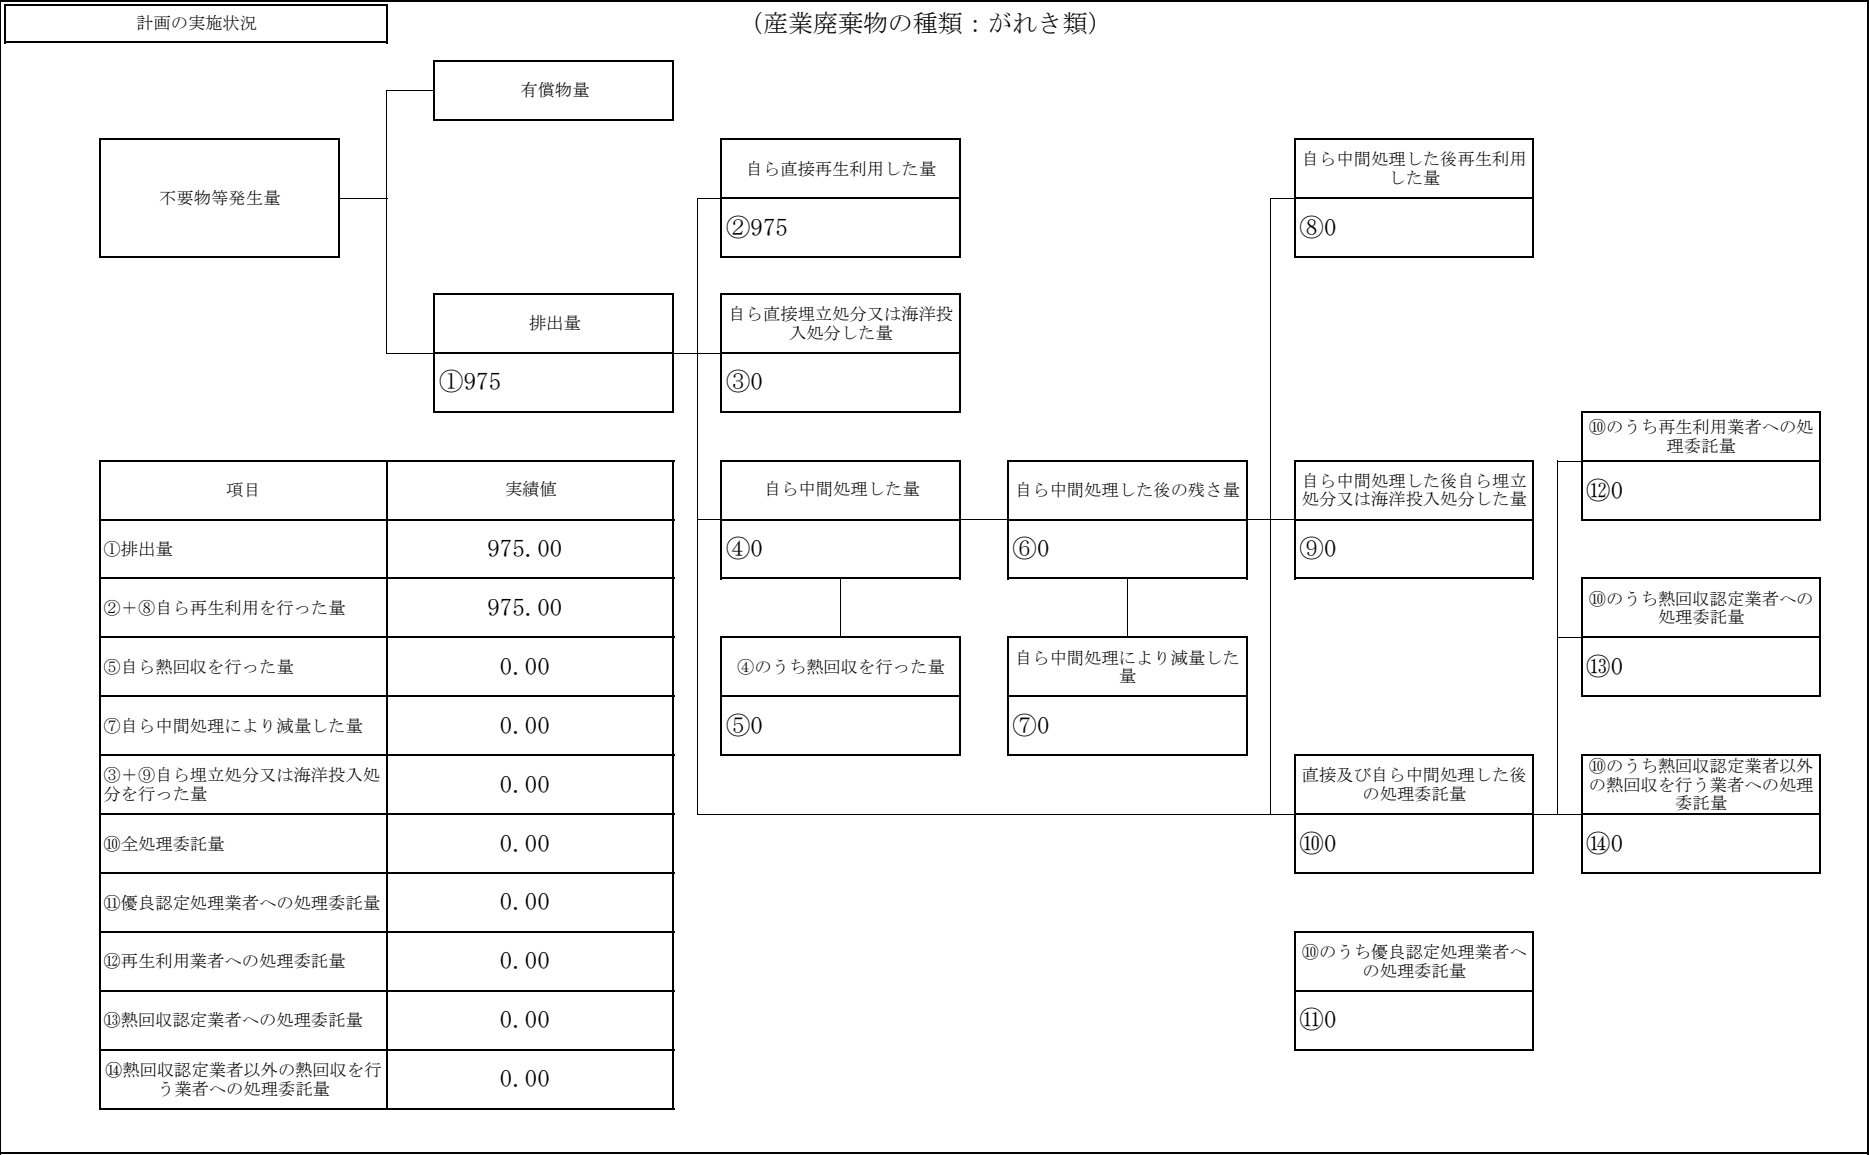 計画の実施状況
（産業廃棄物の種類：がれき類）
有償物量
不要物等発生量
自ら直接再生利用した量
②975
自ら中間処理した後再生利用
した量
⑧0
排出量
①975
自ら直接埋立処分又は海洋投
入処分した量
③0
⑩のうち再生利用業者への処
理委託量
⑫0
自ら中間処理した量
④0
自ら中間処理した後の残さ量
⑥0
自ら中間処理した後自ら埋立
処分又は海洋投入処分した量
⑨0
⑩のうち熱回収認定業者への
処理委託量
⑬0
④のうち熱回収を行った量
⑤0
自ら中間処理により減量した
量
⑦0
直接及び自ら中間処理した後
の処理委託量
⑩0
⑩のうち熱回収認定業者以外
の熱回収を行う業者への処理
委託量
⑭0
⑩のうち優良認定処理業者へ
の処理委託量
⑪0
項目 実績値
①排出量 975.00
②＋⑧自ら再生利用を行った量 975.00
⑤自ら熱回収を行った量 0.00
⑦自ら中間処理により減量した量 0.00
③＋⑨自ら埋立処分又は海洋投入処
分を行った量 0.00
⑩全処理委託量 0.00
⑪優良認定処理業者への処理委託量 0.00
⑫再生利用業者への処理委託量 0.00
⑬熱回収認定業者への処理委託量 0.00
⑭熱回収認定業者以外の熱回収を行
う業者への処理委託量 0.00